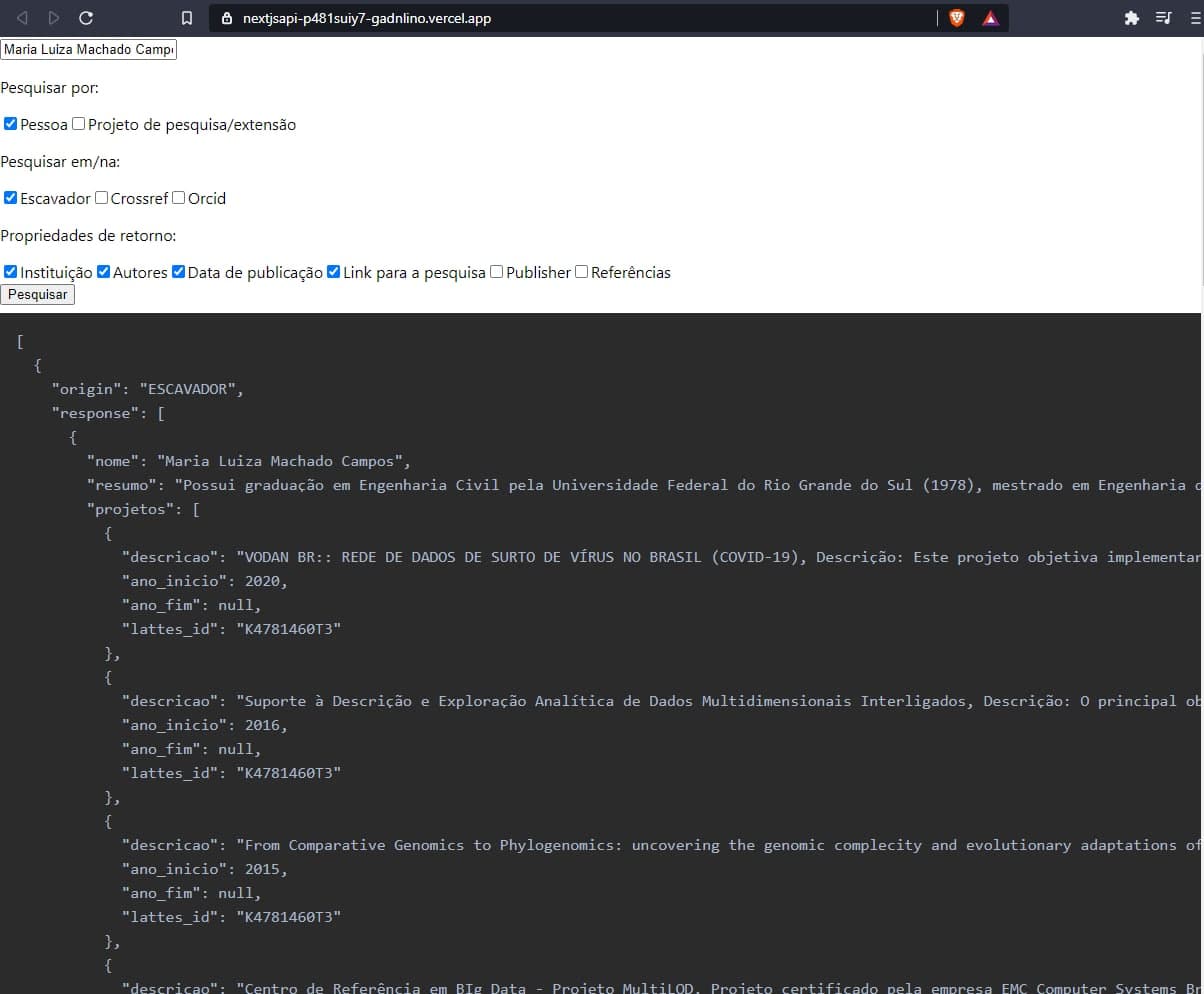 nextjsapi-p481suiy7-gadnlino.vercel.app
Maria Luiza Machado Camp
Pesquisar por:
Pessoa Projeto de pesquisa/extensão
Pesquisar em/na:
Escavador Crossref Orcid
Propriedades de retorno:
Instituição Autores Data de publicação Link para a pesquisa Publisher Referências
Pesquisar
[
{
"origin": "ESCAVADOR",
"response": [
{
"nome": "Maria Luiza Machado Campos",
"resumo": "Possui graduação em Engenharia Civil pela Universidade Federal do Rio Grande do Sul (1978), mestrado em Engenharia
"projetos": [
{
"descricao": "VODAN BR:: REDE DE DADOS DE SURTO DE VÍRUS NO BRASIL (COVID-19), Descrição: Este projeto objetiva implementar
"ano_inicio": 2020,
"ano_fim": null,
"lattes_id": "K4781460T3"
},
{
"descricao": "Suporte à Descrição e Exploração Analítica de Dados Multidimensionais Interligados, Descrição: O principal ob
"ano_inicio": 2016,
"ano_fim": null,
"lattes_id": "K4781460T3"
},
{
"descricao": "From Comparative Genomics to Phylogenomics: uncovering the genomic complecity and evolutionary adaptations of
"ano_inicio": 2015,
"ano_fim": null,
"lattes_id": "K4781460T3"
},
{
"descricao": "Centro de Referência em BIg Data - Projeto MultiLOD, Projeto certificado pela empresa EMC Computer Systems Br